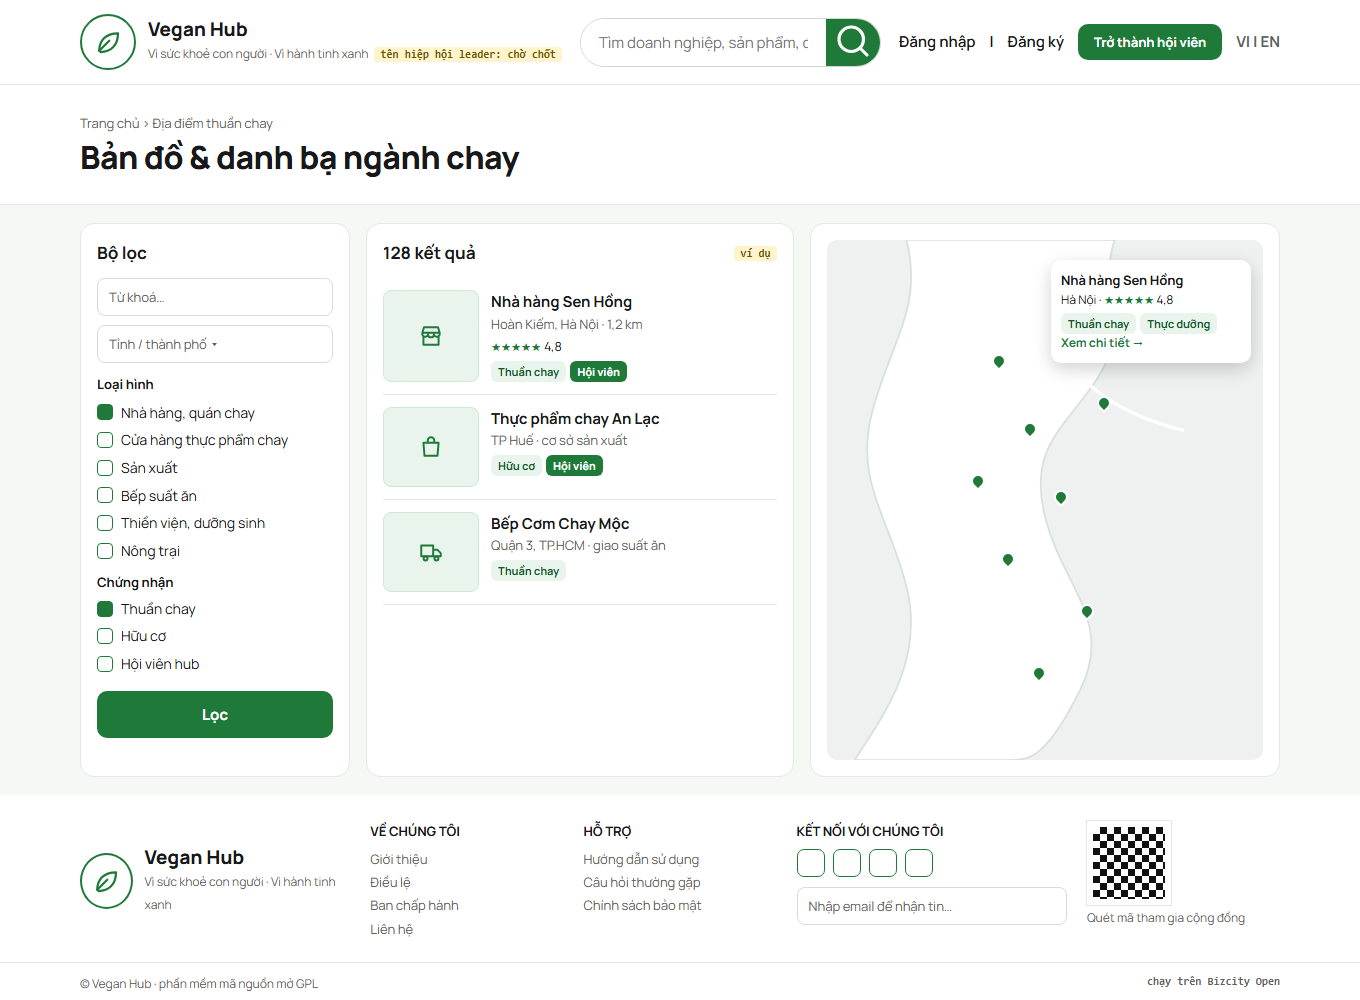 Vegan Hub
Vì sức khoẻ con người · Vì hành tinh xanh tên hiệp hội leader: chờ chốt
Tìm doanh nghiệp, sản phẩm, c
Đăng nhập | Đăng ký
Trở thành hội viên
VI | EN
Trang chủ › Địa điểm thuần chay
Bản đồ & danh bạ ngành chay
Bộ lọc
Từ khoá...
Tỉnh / thành phố
Loại hình
Nhà hàng, quán chay
Cửa hàng thực phẩm chay
Sản xuất
Bếp suất ăn
Thiền viện, dưỡng sinh
Nông trại
Chứng nhận
Thuần chay
Hữu cơ
Hội viên hub
Lọc
128 kết quả ví dụ
Nhà hàng Sen Hồng
Hoàn Kiếm, Hà Nội · 1,2 km
★★★★★ 4,8
Thuần chay Hội viên
Thực phẩm chay An Lạc
TP Huế · cơ sở sản xuất
Hữu cơ Hội viên
Bếp Cơm Chay Mộc
Quận 3, TP.HCM · giao suất ăn
Thuần chay
Nhà hàng Sen Hồng
Hà Nội · ★★★★★ 4,8
Thuần chay Thực dưỡng
Xem chi tiết →
Vegan Hub
Vì sức khoẻ con người · Vì hành tinh
xanh
VỀ CHÚNG TÔI
Giới thiệu
Điều lệ
Ban chấp hành
Liên hệ
HỖ TRỢ
Hướng dẫn sử dụng
Câu hỏi thường gặp
Chính sách bảo mật
KẾT NỐI VỚI CHÚNG TÔI
Nhập email để nhận tin...
Quét mã tham gia cộng đồng
© Vegan Hub · phần mềm mã nguồn mở GPL
chạy trên Bizcity Open